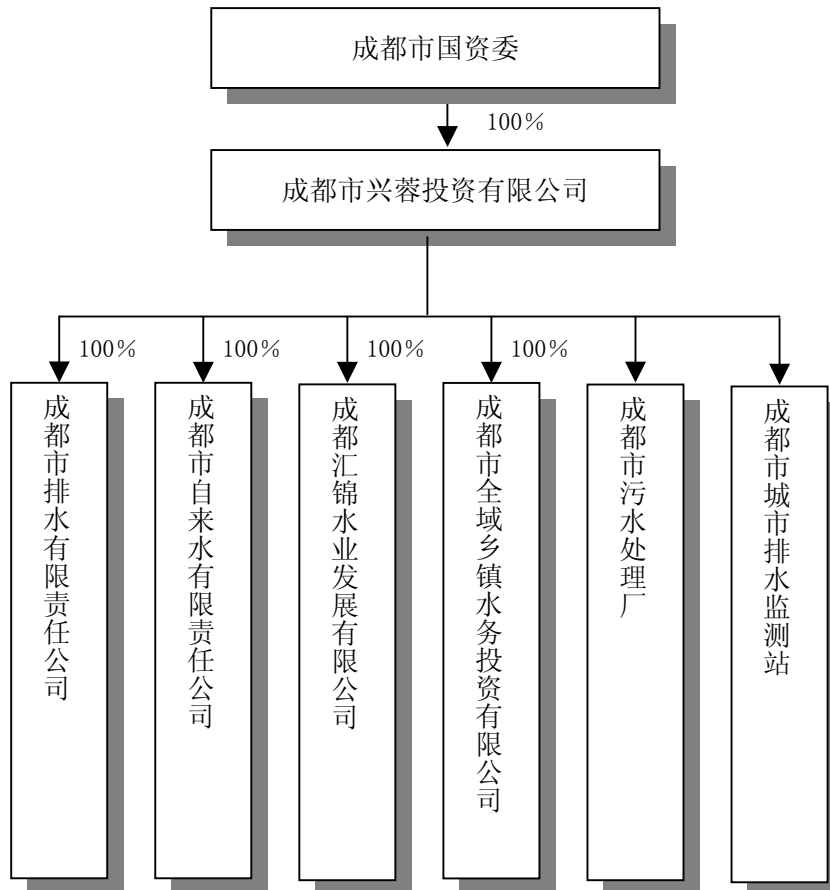 成都市国资委
100%
成都市兴蓉投资有限公司
100%
100%
100%
100%
成都市排水有限责任公司
成都市自来水有限责任公司
成都汇锦水业发展有限公司
成都市全域乡镇水务投资有限公司
成都市污水处理厂
成都市城市排水监测站